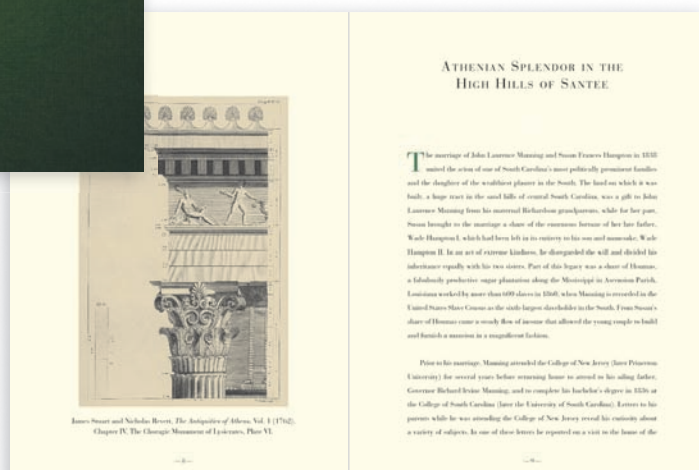 James Stuart and Nicholas Revett, The Antiquities of Athens, Vol. 1 (1762).
Chapter IV, The Choragic Monument of Lysicrates, Plate VI.
ATHENIAN SPLENDOR IN THE
HIGH HILLS OF SANTEE
The marriage of John Laurence Manning and Susan Frances Hampton in 1838
united the scion of one of South Carolina's most politically prominent families
and the daughter of the wealthiest planter in the South. The land on which it was
built, a huge tract in the sand hills of central South Carolina, was a gift to John
Laurence Manning from his maternal Richardson grandparents, while for her part,
Susan brought to the marriage a share of the enormous fortune of her late father,
Wade Hampton I, which had been left in its entirety to his son and namesake, Wade
Hampton II. In an act of extreme kindness, he disregarded the will and divided his
inheritance equally with his two sisters. Part of this legacy was a share of Houmas,
a fabulously productive sugar plantation along the Mississippi in Ascension Parish,
Louisiana worked by more than 600 slaves in 1860, when Manning is recorded in the
United States Slave Census as the sixth-largest slaveholder in the South. From Susan's
share of Houmas came a steady flow of income that allowed the young couple to build
and furnish a mansion in a magnificent fashion.
Prior to his marriage, Manning attended the College of New Jersey (later Princeton
University) for several years before returning home to attend to his ailing father,
Governor Richard Irvine Manning, and to complete his bachelor's degree in 1836 at
the College of South Carolina (later the University of South Carolina). Letters to his
parents while he was attending the College of New Jersey reveal his curiosity about
a variety of subjects. In one of these letters he reported on a visit to the home of the